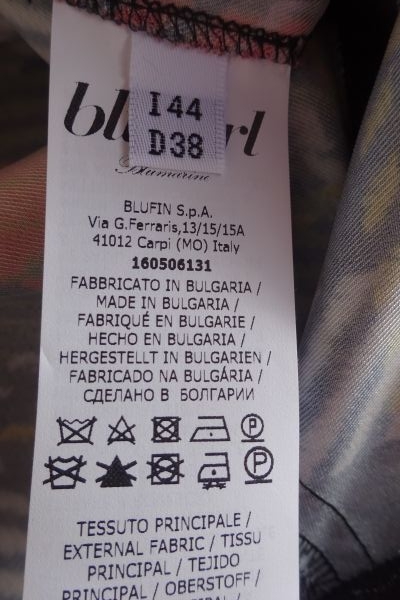 I 44
D38
Blumarine
BLUFIN S.p.A.
Via G.Ferraris,13/15/15A
41012 Carpi (MO) Italy
160506131
FABBRICATO IN BULGARIA /
MADE IN BULGARIA /
FABRIQUÉ EN BULGARIE /
HECHO EN BULGARIA /
HERGESTELLT IN BULGARIEN /
FABRICADO NA BULGÁRIA /
СДЕЛАНО В БОЛГАРИИ
P
P
TESSUTO PRINCIPALE /
EXTERNAL FABRIC / TISSU
PRINCIPAL / TEJIDO
PRINCIPAL / OBERSTOFF /